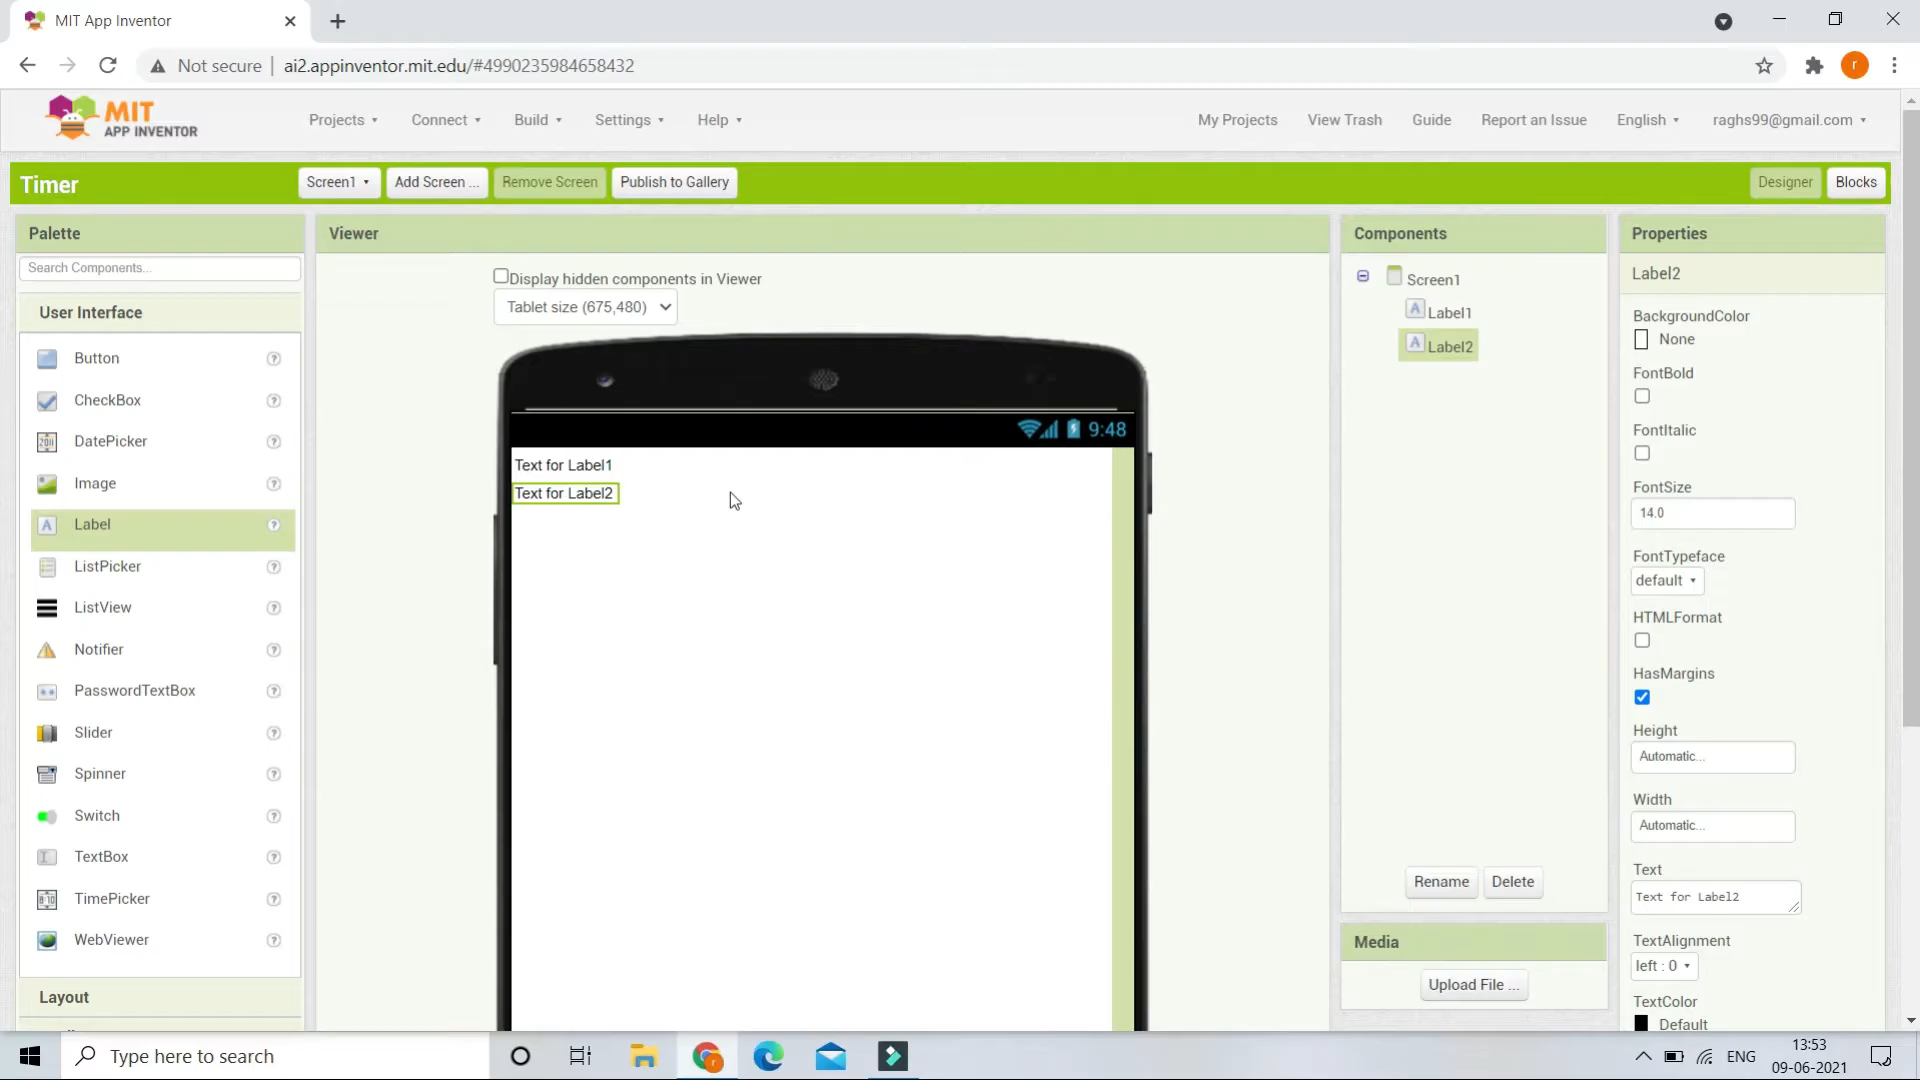 MIT App Inventor
Not secure
ai2.appinventor.mit.edu/#4990235984658432
r
MIT
APP INVENTOR
Projects
Connect
Build
Settings
Help
My Projects
View Trash
Guide
Report an Issue
English
raghs99@gmail.com
Timer
Screen1
Add Screen ...
Remove Screen
Publish to Gallery
Designer
Blocks
Palette
Search Components...
User Interface
Button
CheckBox
DatePicker
Image
Label
ListPicker
ListView
Notifier
PasswordTextBox
Slider
Spinner
Switch
TextBox
TimePicker
WebViewer
Layout
Viewer
Display hidden components in Viewer
Tablet size (675,480)
9:48
Text for Label1
Text for Label2
Components
Screen1
Label1
Label2
Rename
Delete
Media
Upload File ...
Properties
Label2
BackgroundColor
None
FontBold
FontItalic
FontSize
14.0
FontTypeface
default
HTMLFormat
HasMargins
Height
Automatic...
Width
Automatic...
Text
Text for Label2
TextAlignment
left : 0
TextColor
Default
Type here to search
ENG
13:53
09-06-2021